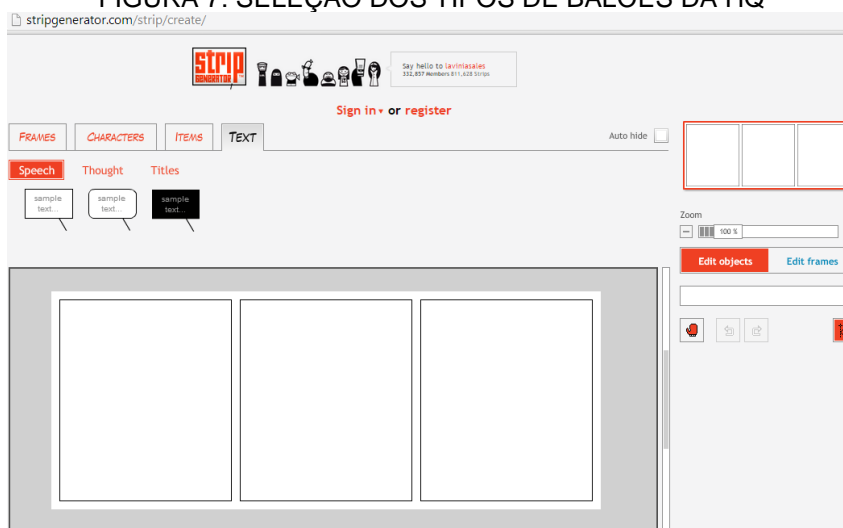 FIGURA 7: SELEÇÃO DOS TIPOS DE BALÕES DA HQ
stripgenerator.com/strip/create/
STRIP
GENERATOR
Say hello to laviniasales
332,857 Members 811,628 Strips
Sign in or register
FRAMES CHARACTERS ITEMS TEXT Auto hide
Speech Thought Titles
sample text...
sample text...
sample text...
Zoom
100 %
Edit objects Edit frames